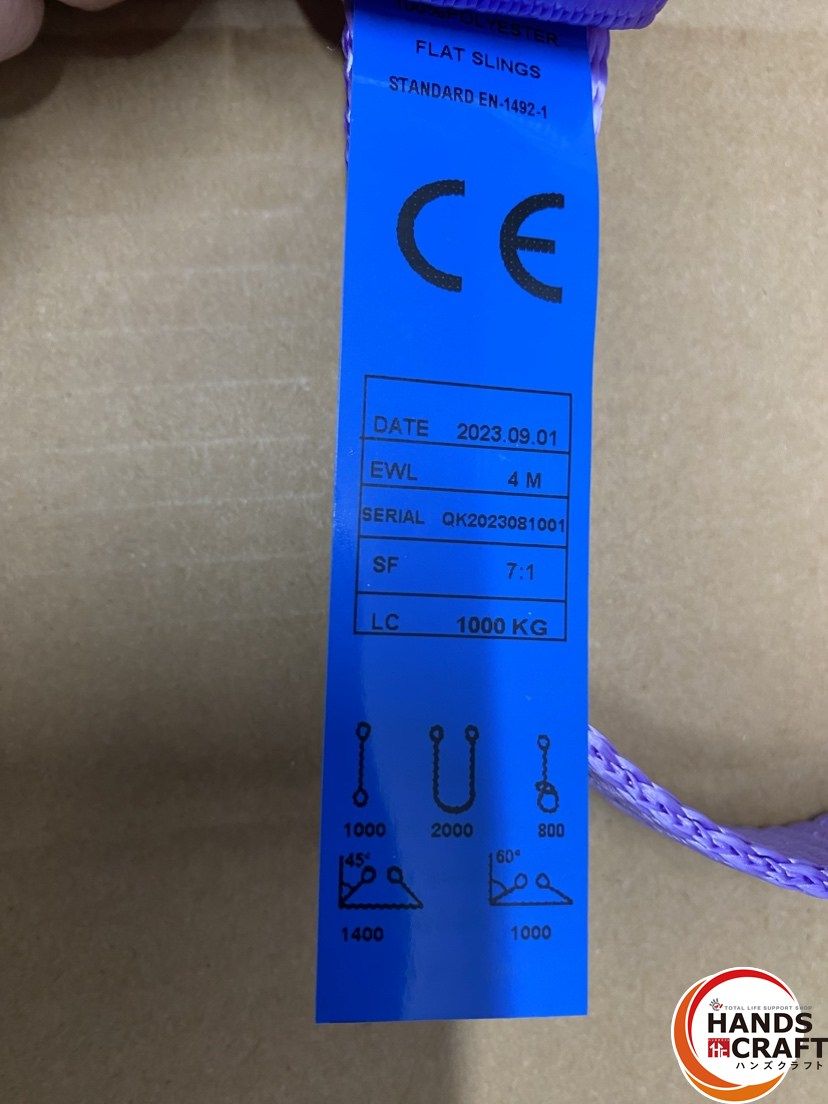 POLYESTER
FLAT SLINGS
STANDARD EN-1492-1
CE
DATE 2023.09.01
EWL 4 M
SERIAL QK2023081001
SF 7:1
LC 1000 KG
1000 2000 800
45° 60°
1400 1000
TOTAL LIFE SUPPORT SHOP
HANDS
CRAFT
ハンズクラフト